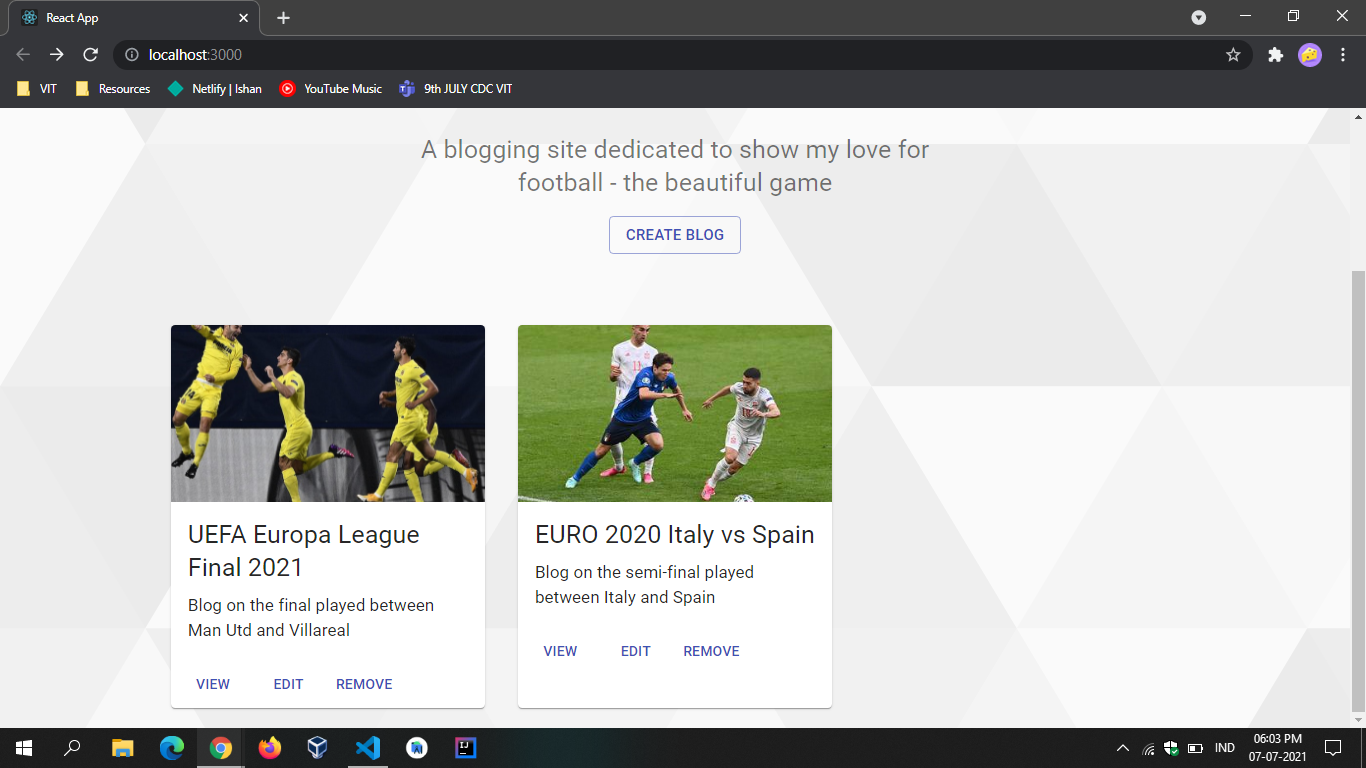 React App
localhost:3000
VIT
Resources
Netlify | Ishan
YouTube Music
9th JULY CDC VIT
A blogging site dedicated to show my love for
football - the beautiful game
CREATE BLOG
UEFA Europa League
Final 2021
Blog on the final played between
Man Utd and Villareal
VIEW
EDIT
REMOVE
EURO 2020 Italy vs Spain
Blog on the semi-final played
between Italy and Spain
VIEW
EDIT
REMOVE
IND
06:03 PM
07-07-2021